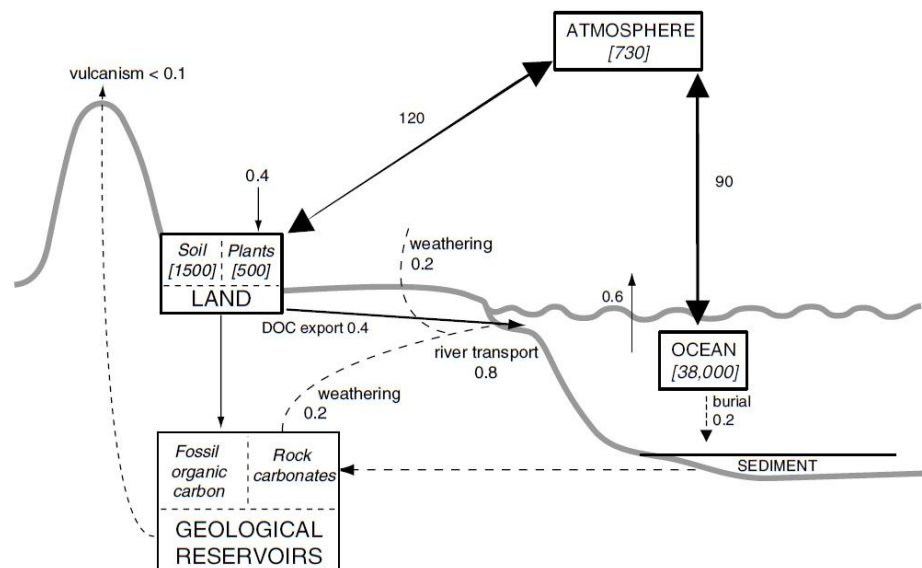 ATMOSPHERE
[730]
vulcanism < 0.1
120
90
0.4
Soil
[1500]
Plants
[500]
LAND
weathering
0.2
0.6
DOC export 0.4
river transport
0.8
OCEAN
[38,000]
weathering
0.2
burial
0.2
SEDIMENT
Fossil
organic
carbon
Rock
carbonates
GEOLOGICAL
RESERVOIRS